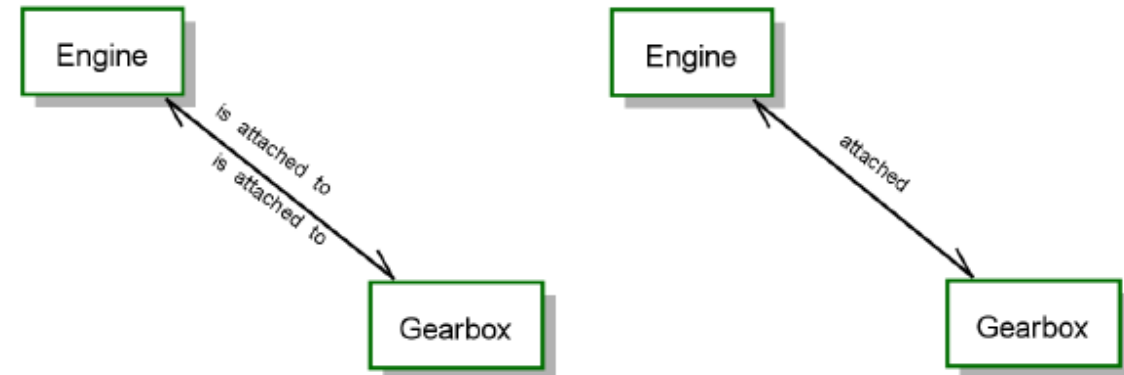 Engine
is attached to
is attached to
Gearbox
Engine
attached
Gearbox